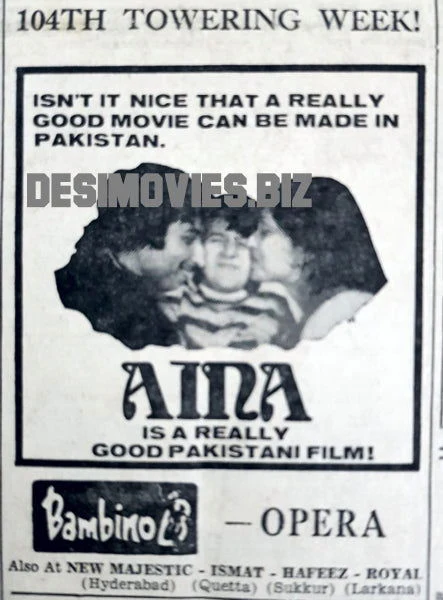 104TH TOWERING WEEK!
ISN'T IT NICE THAT A REALLY
GOOD MOVIE CAN BE MADE IN
PAKISTAN.
DESIMOVIES.BIZ
AINA
IS A REALLY
GOOD PAKISTANI FILM!
Bambino
— OPERA
Also At NEW MAJESTIC - ISMAT - HAFEEZ - ROYAL
(Hyderabad) (Quetta) (Sukkur) (Larkana)